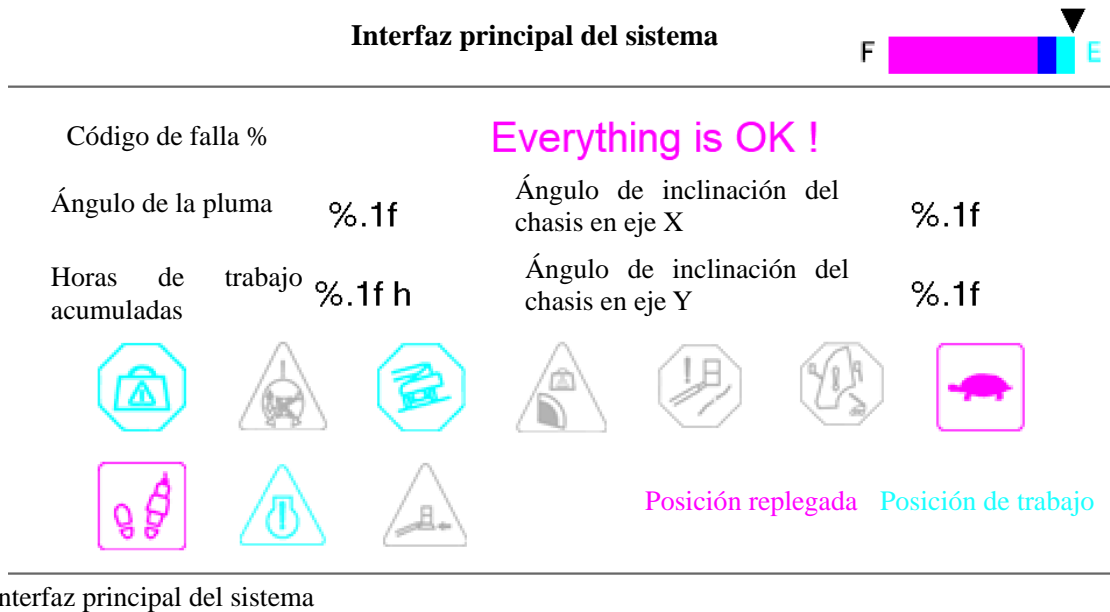 Interfaz principal del sistema
F E
Código de falla %
Everything is OK !
Ángulo de la pluma %.1f
Ángulo de inclinación del
chasis en eje X %.1f
Horas de trabajo
acumuladas %.1f h
Ángulo de inclinación del
chasis en eje Y %.1f
Posición replegada Posición de trabajo
nterfaz principal del sistema